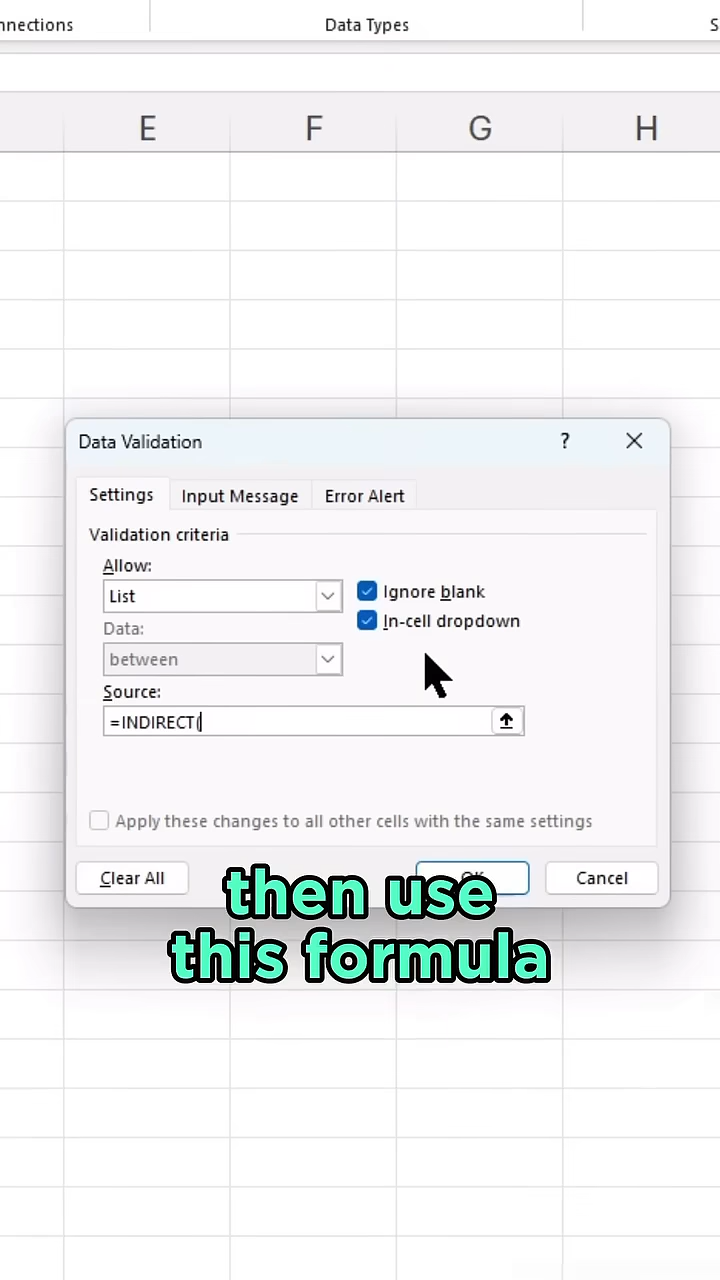 nnections
Data Types
S
E
F
G
H
Data Validation
?
Settings
Input Message
Error Alert
Validation criteria
Allow:
List
Ignore blank
Data:
In-cell dropdown
between
Source:
=INDIRECT(
Apply these changes to all other cells with the same settings
Clear All
OK
Cancel
then use
this formula